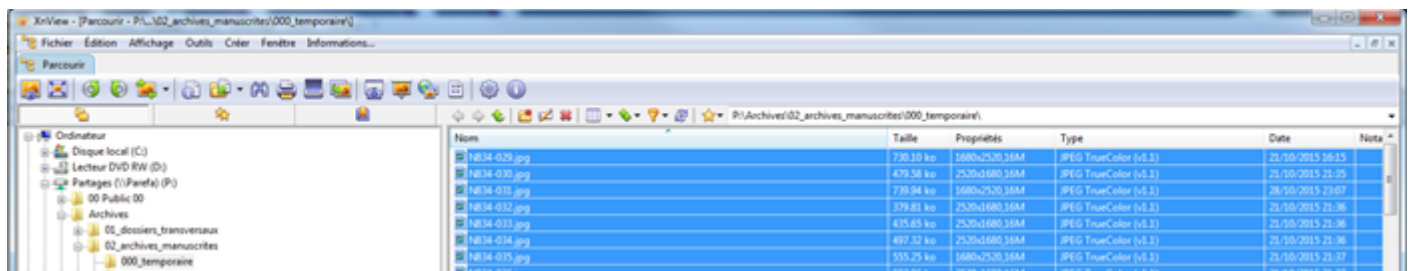 XnView - [Parcourir - P:\...\02_archives_manuscrites\000_temporaire\]
Fichier Édition Affichage Outils Créer Fenêtre Informations...
Parcourir
P:\Archives\02_archives_manuscrites\000_temporaire\
Ordinateur
Disque local (C:)
Lecteur DVD RW (D:)
Partages (\\Parefa) (P:)
00 Public 00
Archives
01_dossiers_transversaux
02_archives_manuscrites
000_temporaire
Nom Taille Propriétés Type Date Nota
N834-029.jpg 730.10 ko 1680x2520,16M JPEG TrueColor (v1.1) 21/10/2015 16:15
N834-030.jpg 479.58 ko 2520x1680,16M JPEG TrueColor (v1.1) 21/10/2015 21:35
N834-031.jpg 739.94 ko 1680x2520,16M JPEG TrueColor (v1.1) 28/10/2015 23:07
N834-032.jpg 379.81 ko 2520x1680,16M JPEG TrueColor (v1.1) 21/10/2015 21:36
N834-033.jpg 435.65 ko 2520x1680,16M JPEG TrueColor (v1.1) 21/10/2015 21:36
N834-034.jpg 497.32 ko 2520x1680,16M JPEG TrueColor (v1.1) 21/10/2015 21:36
N834-035.jpg 555.25 ko 1680x2520,16M JPEG TrueColor (v1.1) 21/10/2015 21:37